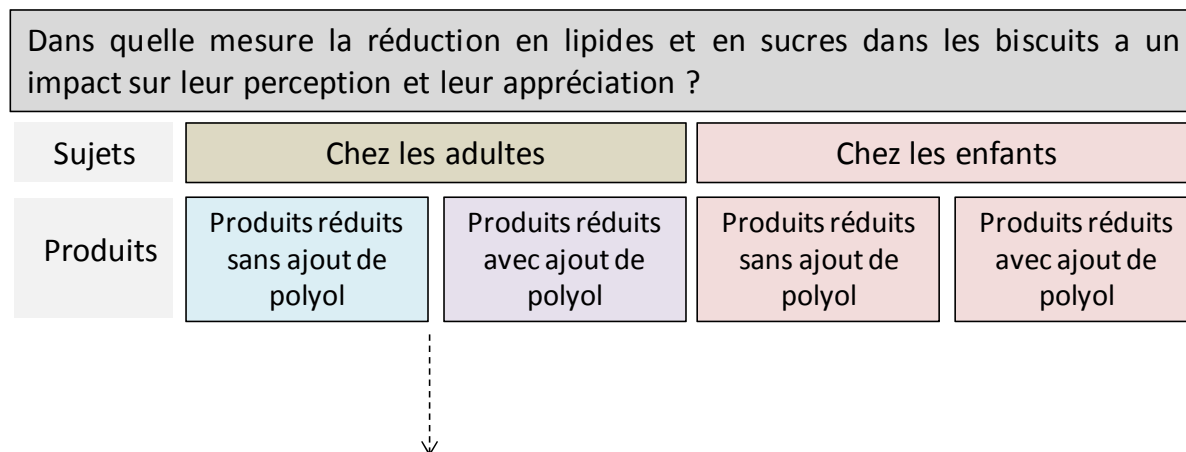 Dans quelle mesure la réduction en lipides et en sucres dans les biscuits a un
impact sur leur perception et leur appréciation ?
Sujets
Chez les adultes
Chez les enfants
Produits
Produits réduits
sans ajout de
polyol
Produits réduits
avec ajout de
polyol
Produits réduits
sans ajout de
polyol
Produits réduits
avec ajout de
polyol